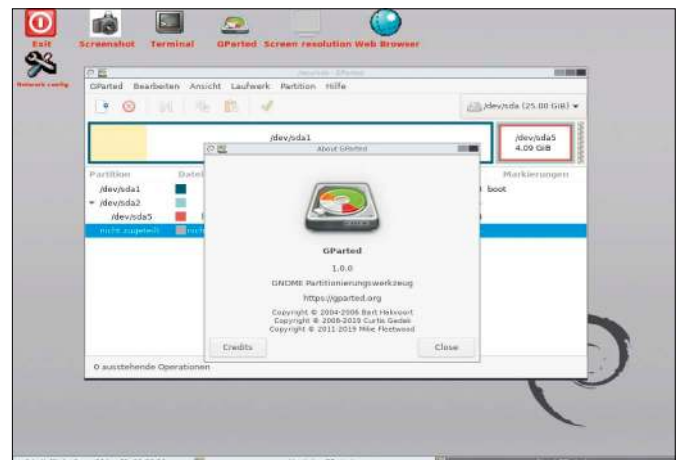 Exit
Screenshot
Terminal
GParted
Screen resolution
Web Browser
Network config
GParted Bearbeiten Ansicht Laufwerk Partition Hilfe
/dev/sda (25.00 GiB)
/dev/sda1
/dev/sda5
4.09 GiB
About GParted
Partition
Markierungen
/dev/sda1
boot
/dev/sda2
/dev/sda5
nicht zugeteilt
GParted
1.0.0
GNOME Partitionierungswerkzeug
https://gparted.org
Copyright © 2004-2006 Bart Hakvoort
Copyright © 2008-2019 Curtis Gedak
Copyright © 2011-2019 Mike Fleetwood
Credits
Close
0 ausstehende Operationen